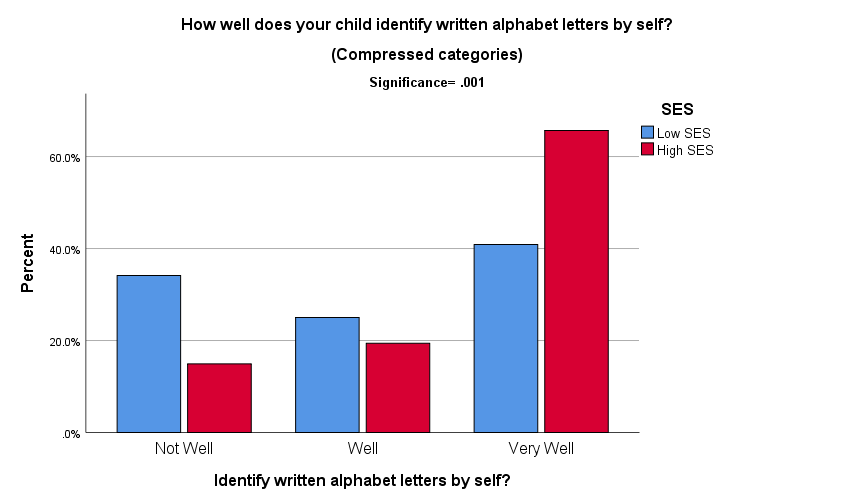 How well does your child identify written alphabet letters by self?
(Compressed categories)
Significance= .001
SES
Low SES
High SES
60.0%
40.0%
20.0%
.0%
Percent
Not Well Well Very Well
Identify written alphabet letters by self?